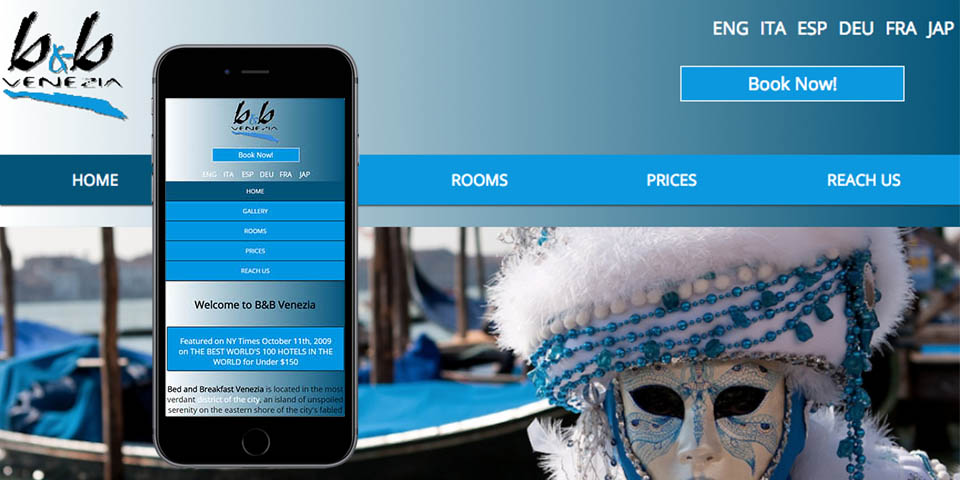 b&b
VENEZIA
ENG ITA ESP DEU FRA JAP
Book Now!
HOME
ROOMS
PRICES
REACH US
b&b
VENEZIA
Book Now!
ENG ITA ESP DEU FRA JAP
HOME
GALLERY
ROOMS
PRICES
REACH US
Welcome to B&B Venezia
Featured on NY Times October 11th, 2009
on THE BEST WORLD'S 100 HOTELS IN THE
WORLD for Under $150
Bed and Breakfast Venezia is located in the most
verdant district of the city, an island of unspoiled
serenity on the eastern shore of the city's fabled